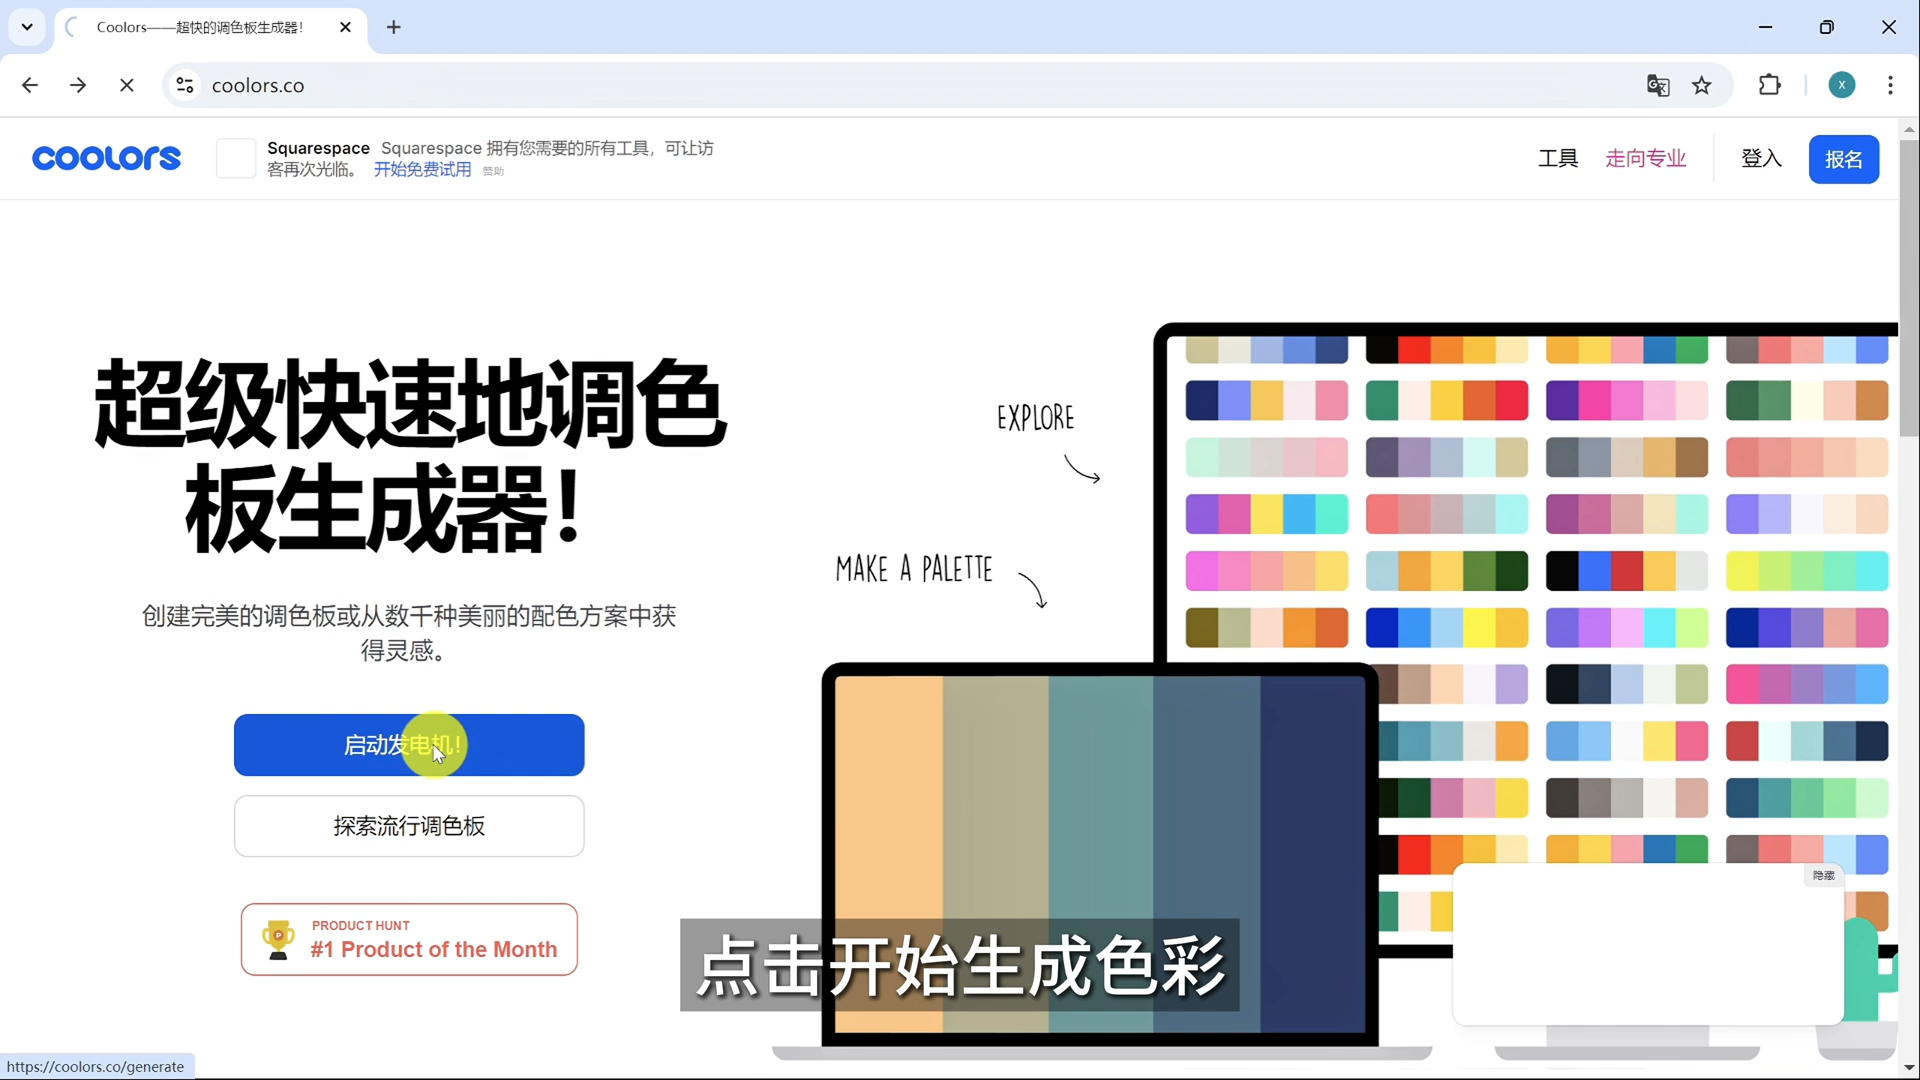 Coolors——超快的调色板生成器!
coolors.co
coolors
Squarespace Squarespace 拥有您需要的所有工具，可让访
客再次光临。 开始免费试用 赞助
工具 走向专业 登入 报名
超级快速地调色
板生成器！
创建完美的调色板或从数千种美丽的配色方案中获
得灵感。
启动发电机！
探索流行调色板
PRODUCT HUNT
#1 Product of the Month
EXPLORE
MAKE A PALETTE
隐藏
点击开始生成色彩
https://coolors.co/generate
X